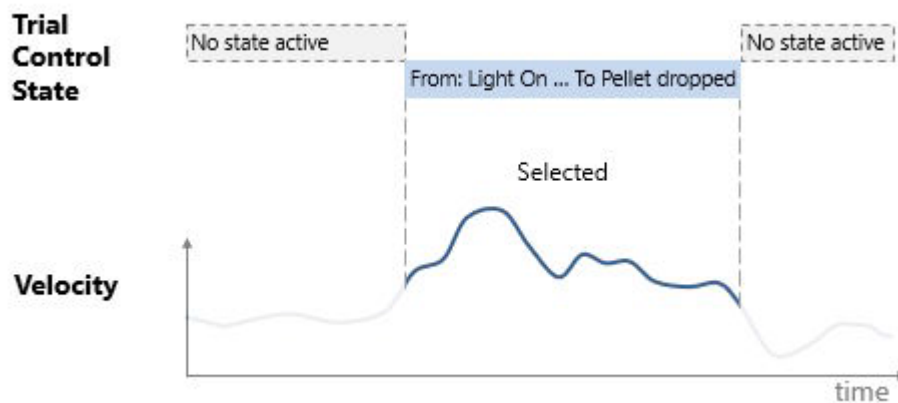 Trial
Control
State
No state active
No state active
From: Light On ... To Pellet dropped
Selected
Velocity
time